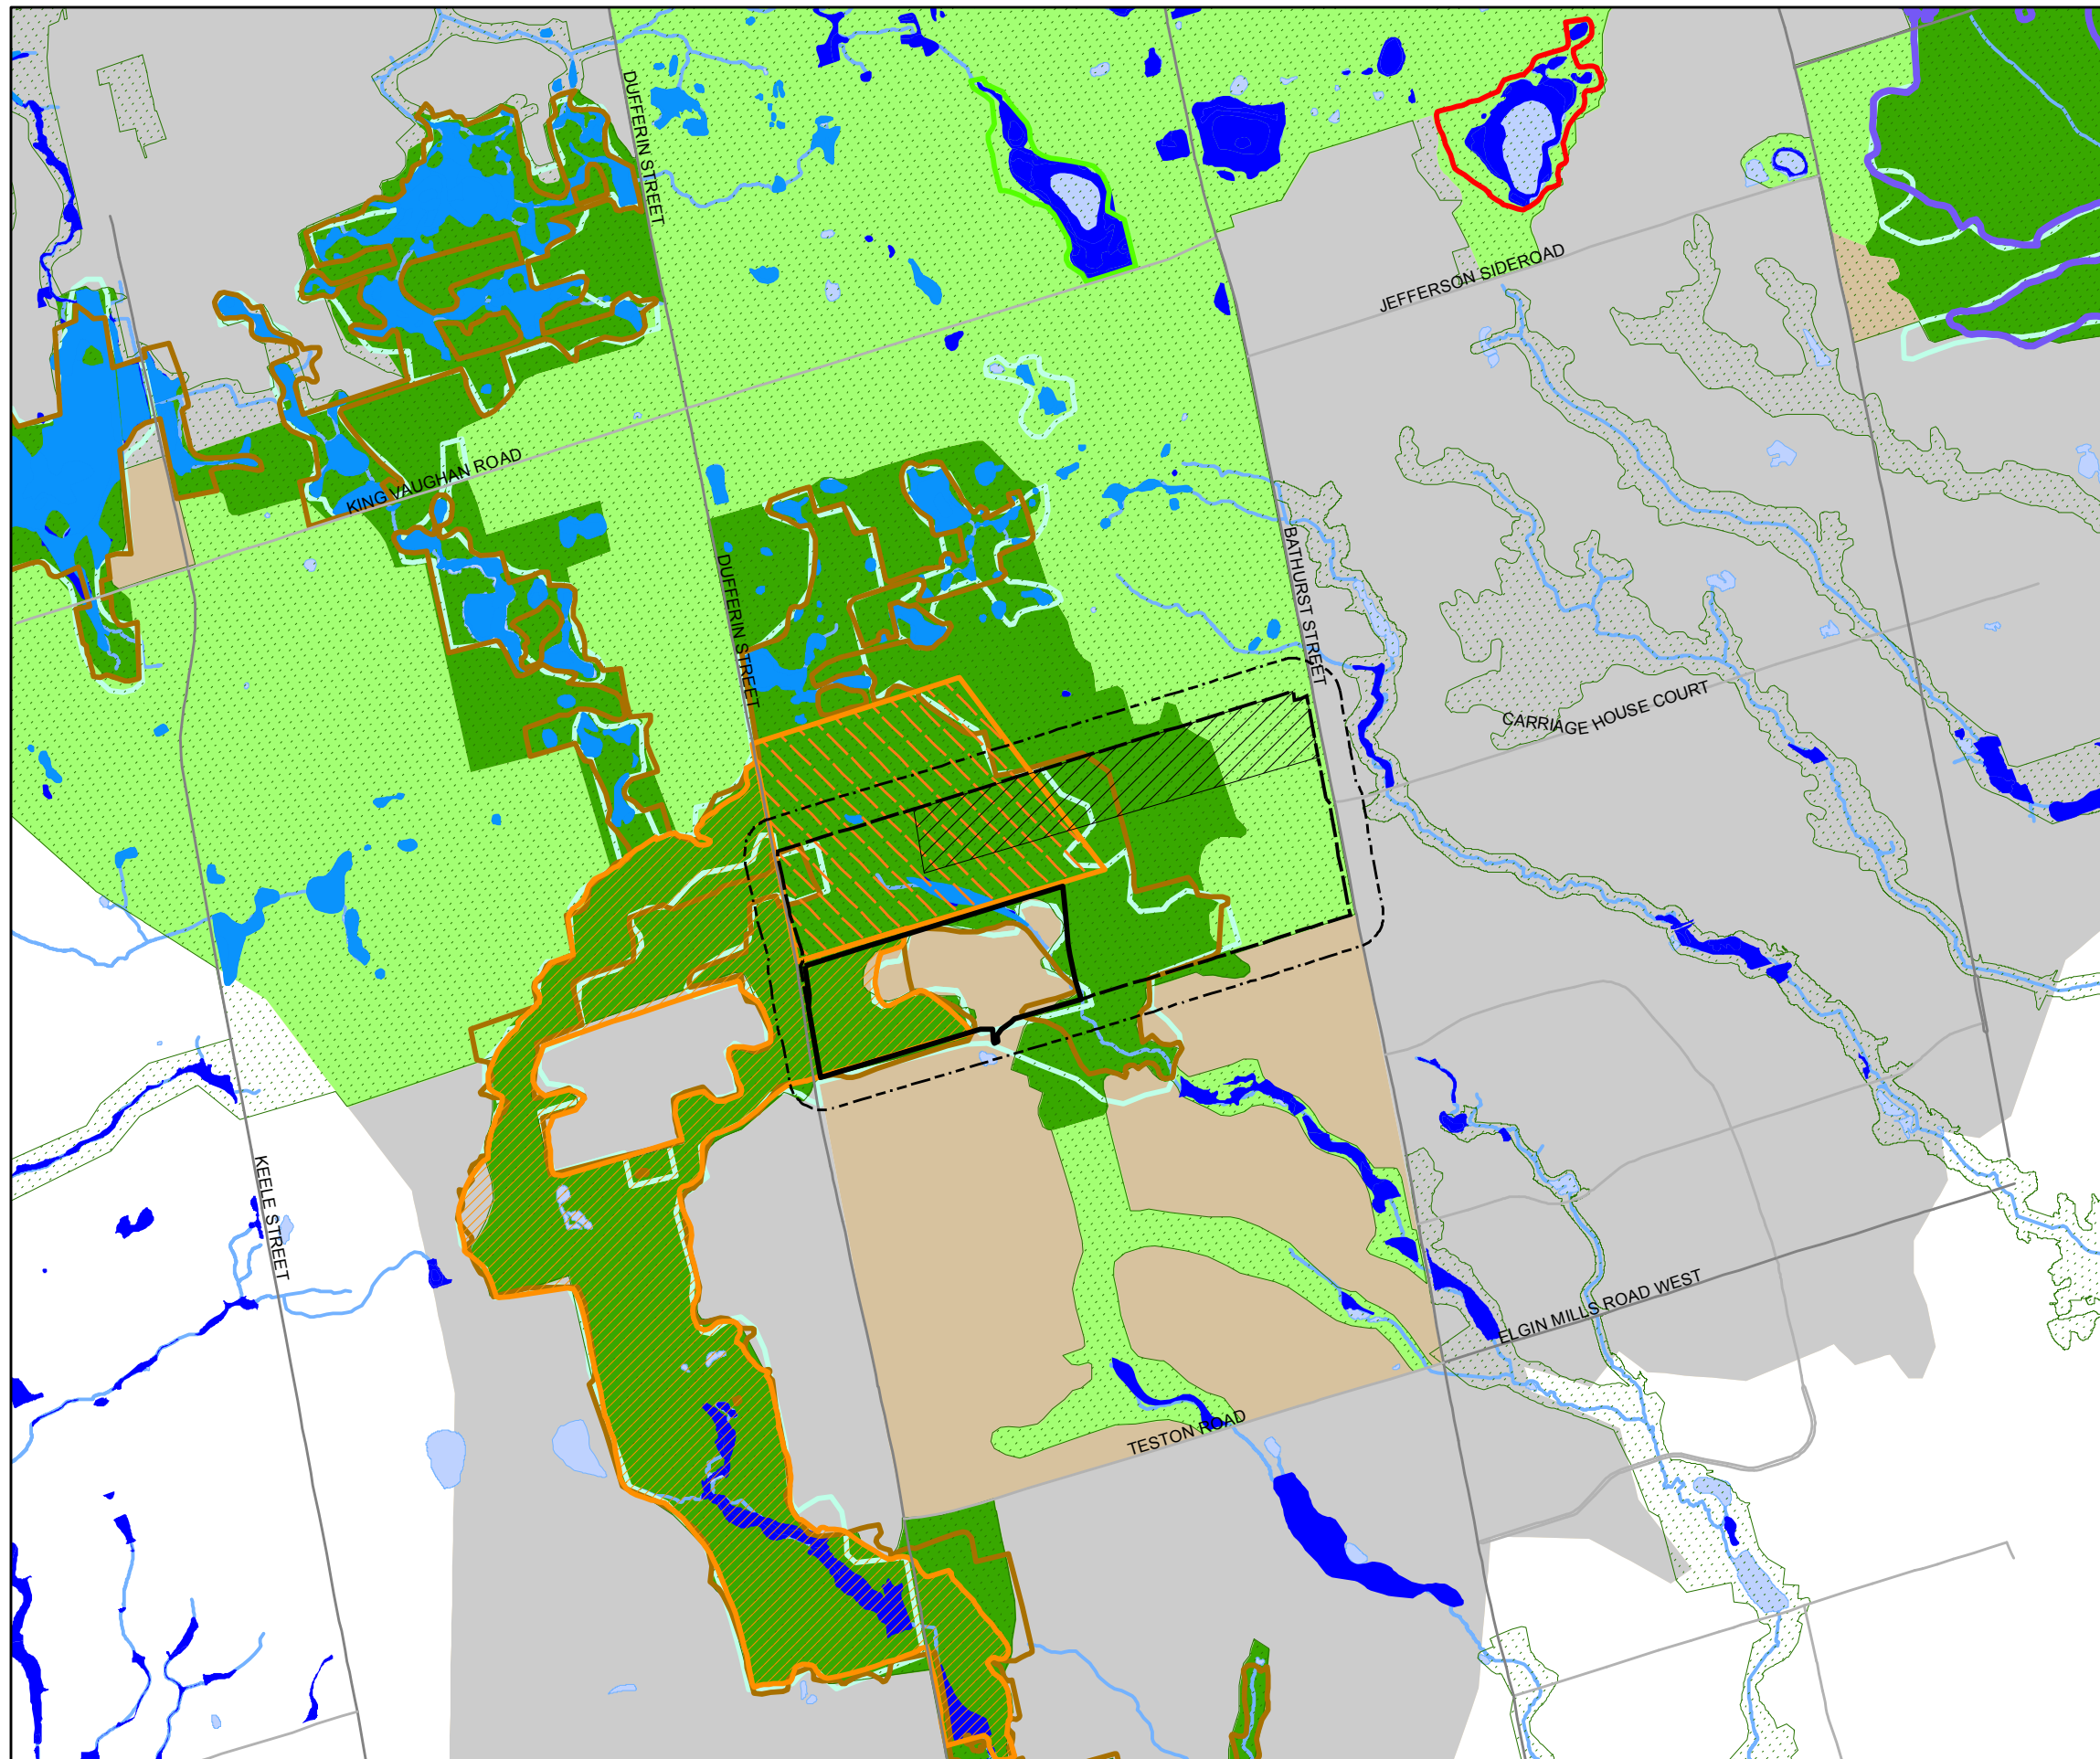 DUFFERIN STREET
JEFFERSON SIDEROAD
KING VAUGHAN ROAD
DUFFERIN STREET
BATHURST STREET
CARRIAGE HOUSE COURT
KEELE STREET
ELGIN MILLS ROAD WEST
TESTON ROAD